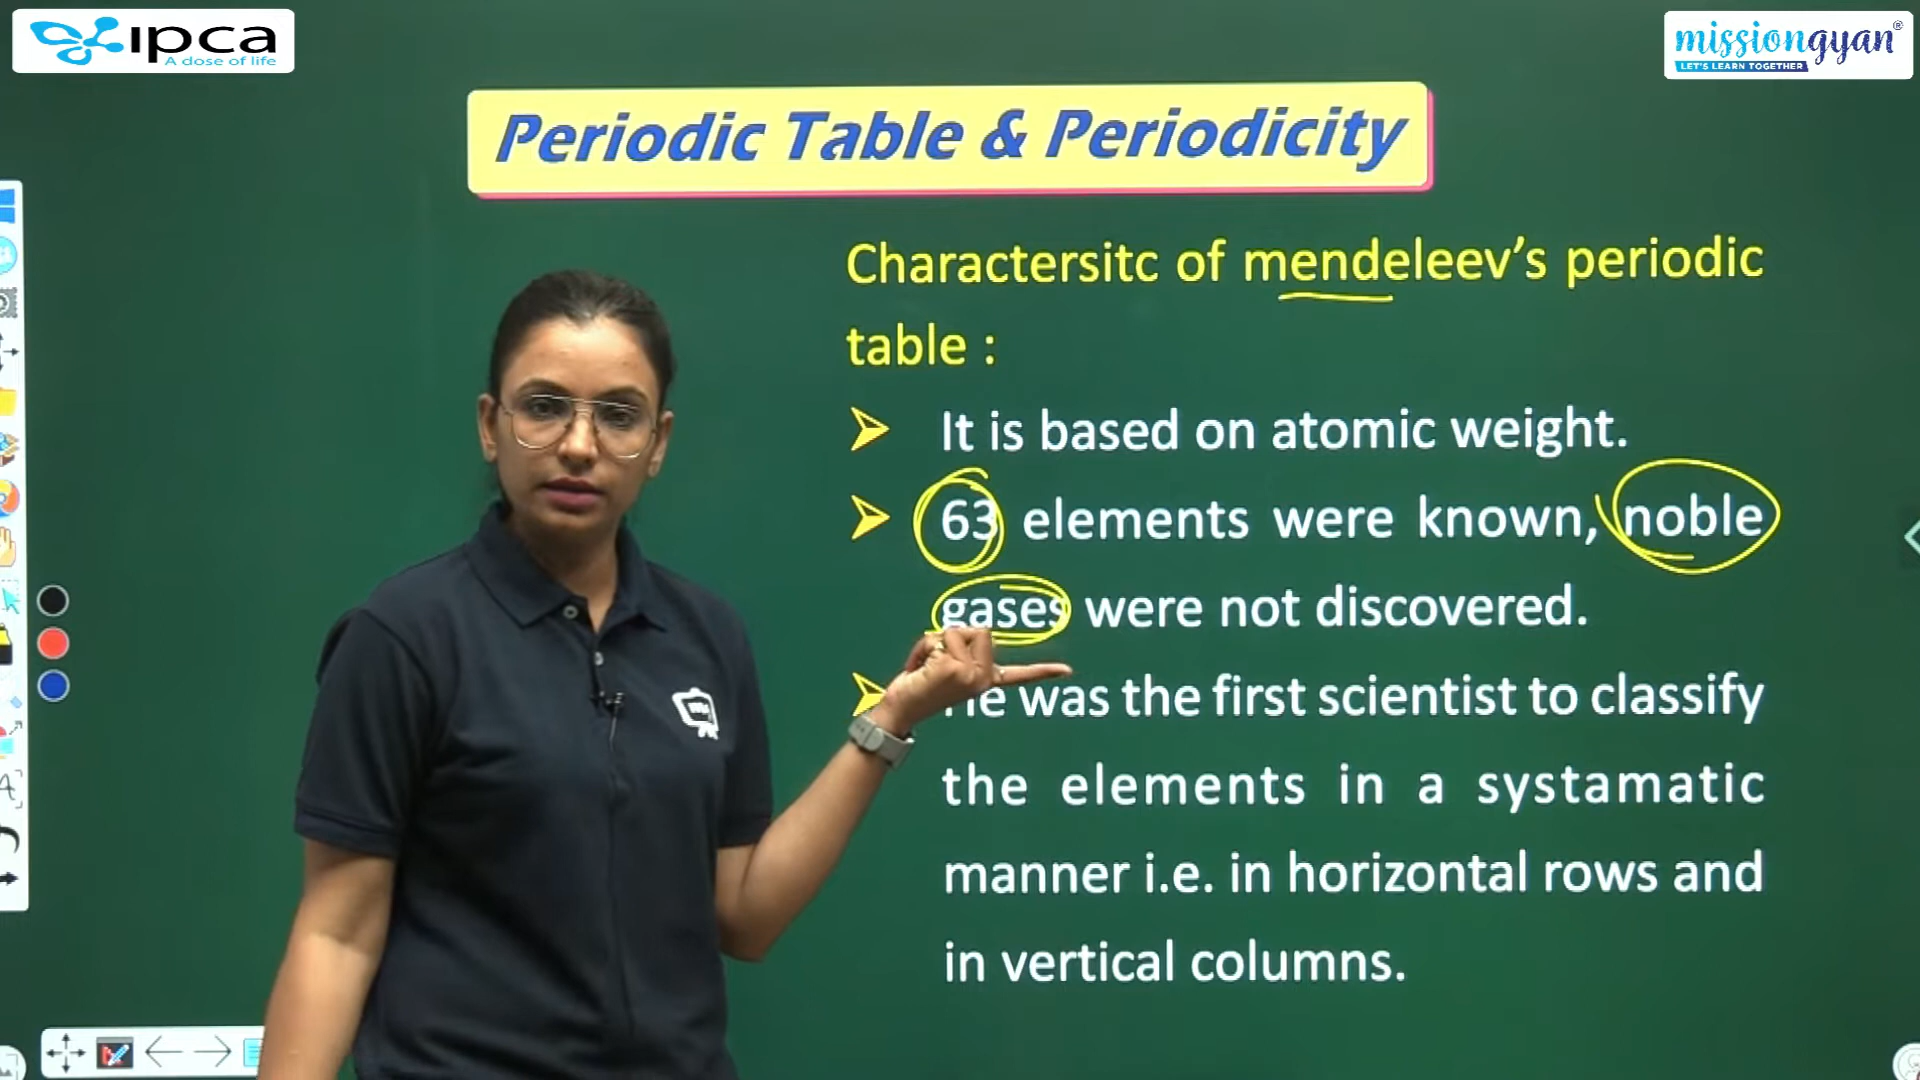 ipca
A dose of life
missiongyan®
LET'S LEARN TOGETHER
Periodic Table & Periodicity
Charactersitc of mendeleev's periodic
table :
It is based on atomic weight.
63 elements were known, noble
gases were not discovered.
He was the first scientist to classify
the elements in a systamatic
manner i.e. in horizontal rows and
in vertical columns.